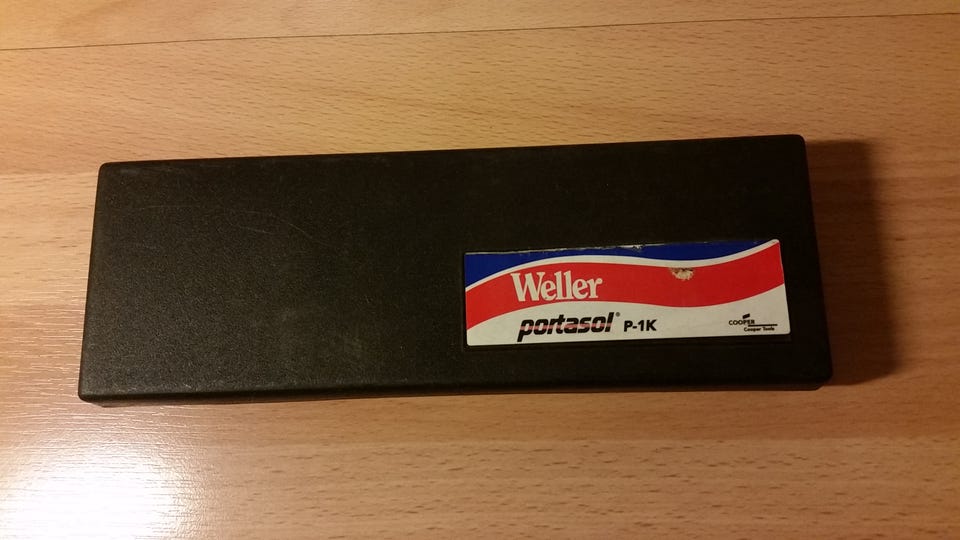 Weller
portasol® P-1K
COOPER
Cooper Tools